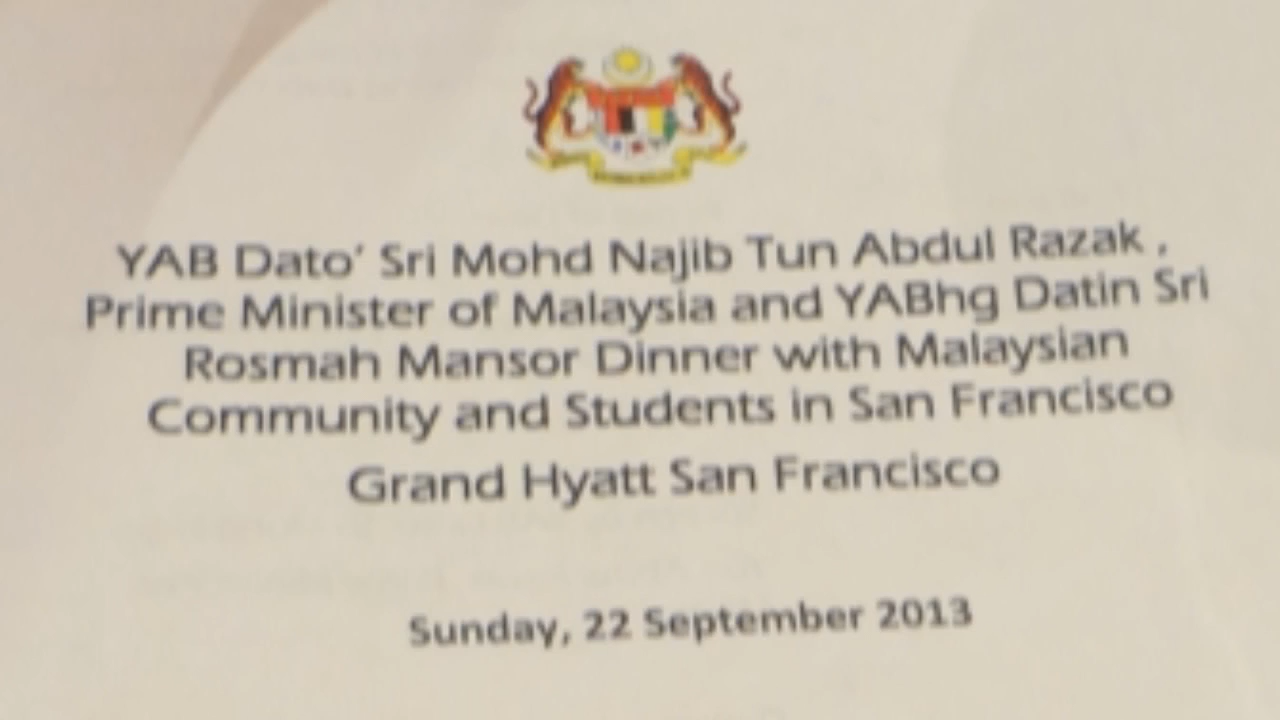 YAB Dato' Sri Mohd Najib Tun Abdul Razak ,
Prime Minister of Malaysia and YABhg Datin Sri
Rosmah Mansor Dinner with Malaysian
Community and Students in San Francisco
Grand Hyatt San Francisco
Sunday, 22 September 2013